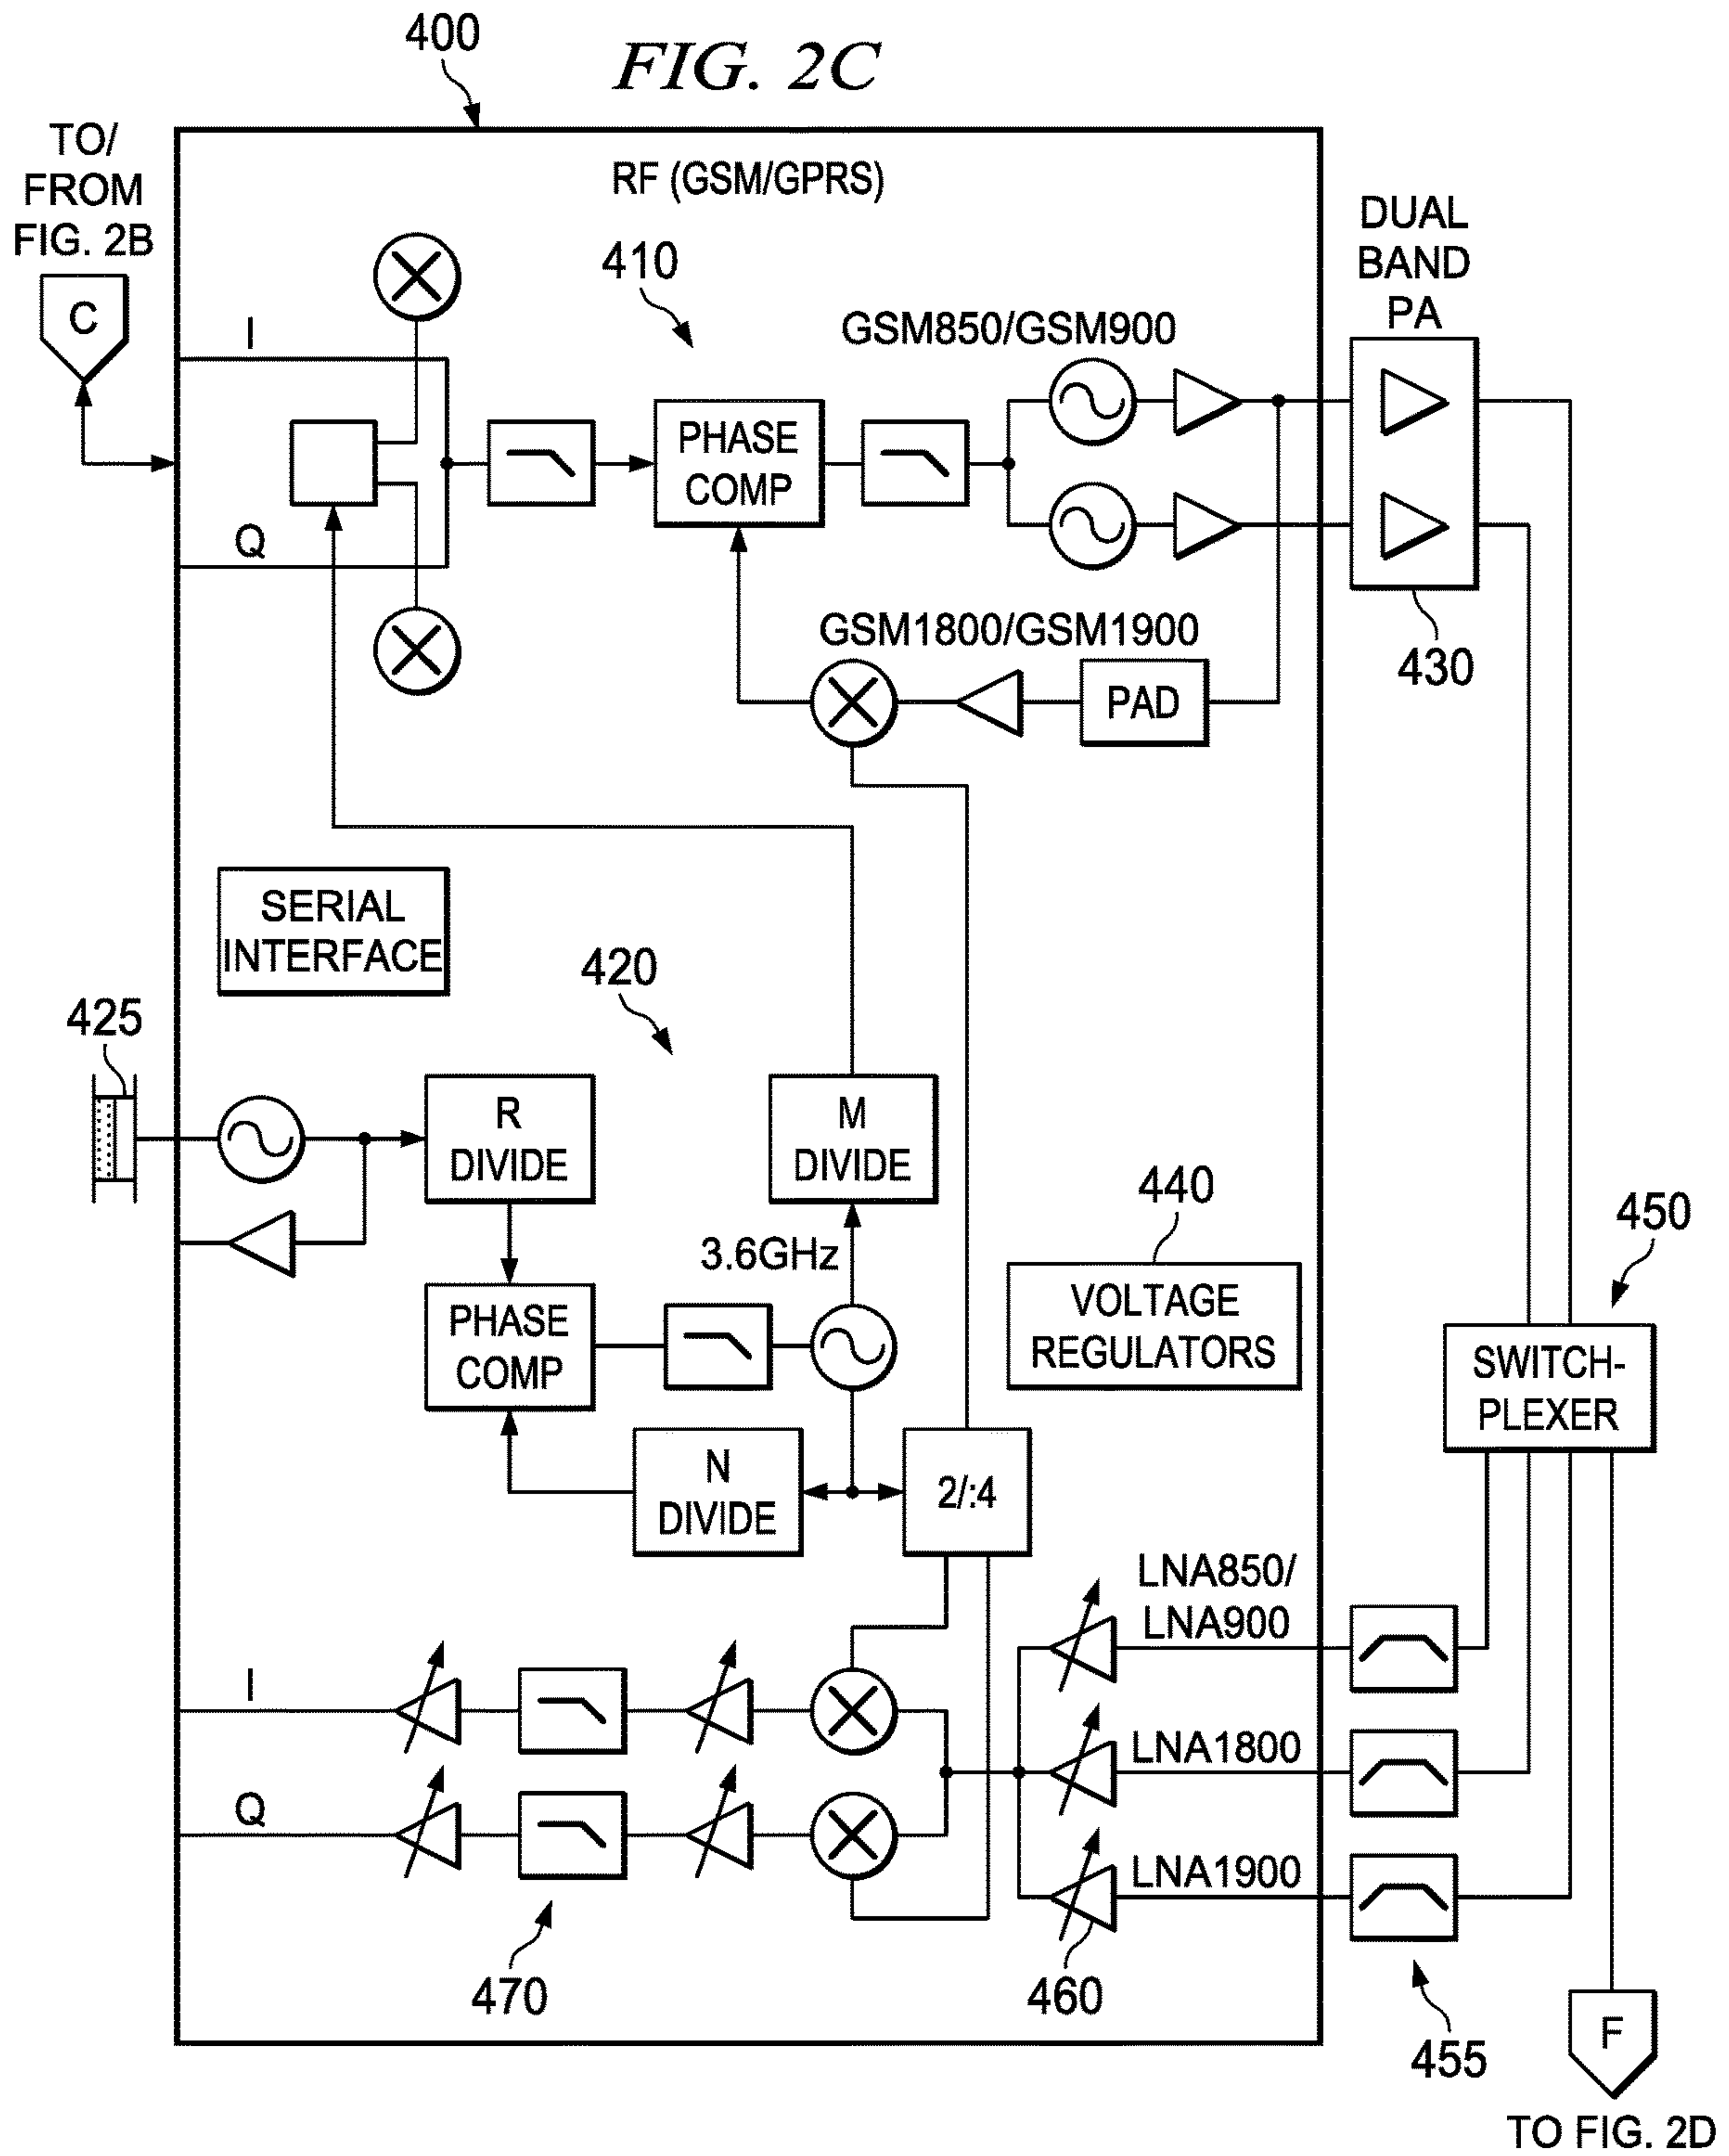 400
FIG. 2C
TO/
FROM
FIG. 2B
C
RF (GSM/GPRS)
410
DUAL
BAND
PA
I
GSM850/GSM900
PHASE
COMP
Q
GSM1800/GSM1900
430
PAD
SERIAL
INTERFACE
420
425
R
DIVIDE
M
DIVIDE
440
450
3.6GHz
VOLTAGE
REGULATORS
PHASE
COMP
SWITCH-
PLEXER
N
DIVIDE
2/:4
LNA850/
LNA900
I
LNA1800
Q
LNA1900
470
460
455
F
TO FIG. 2D